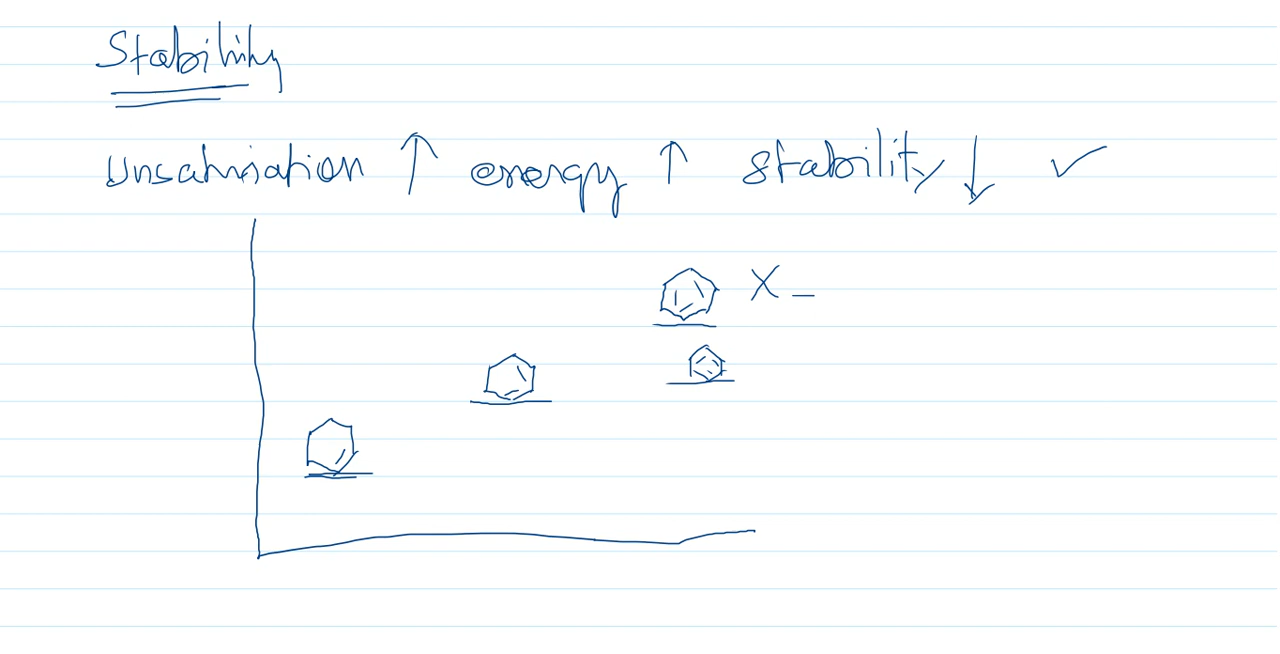 Stability
Unsaturation ↑ energy ↑ stability ↓ ✓
X –